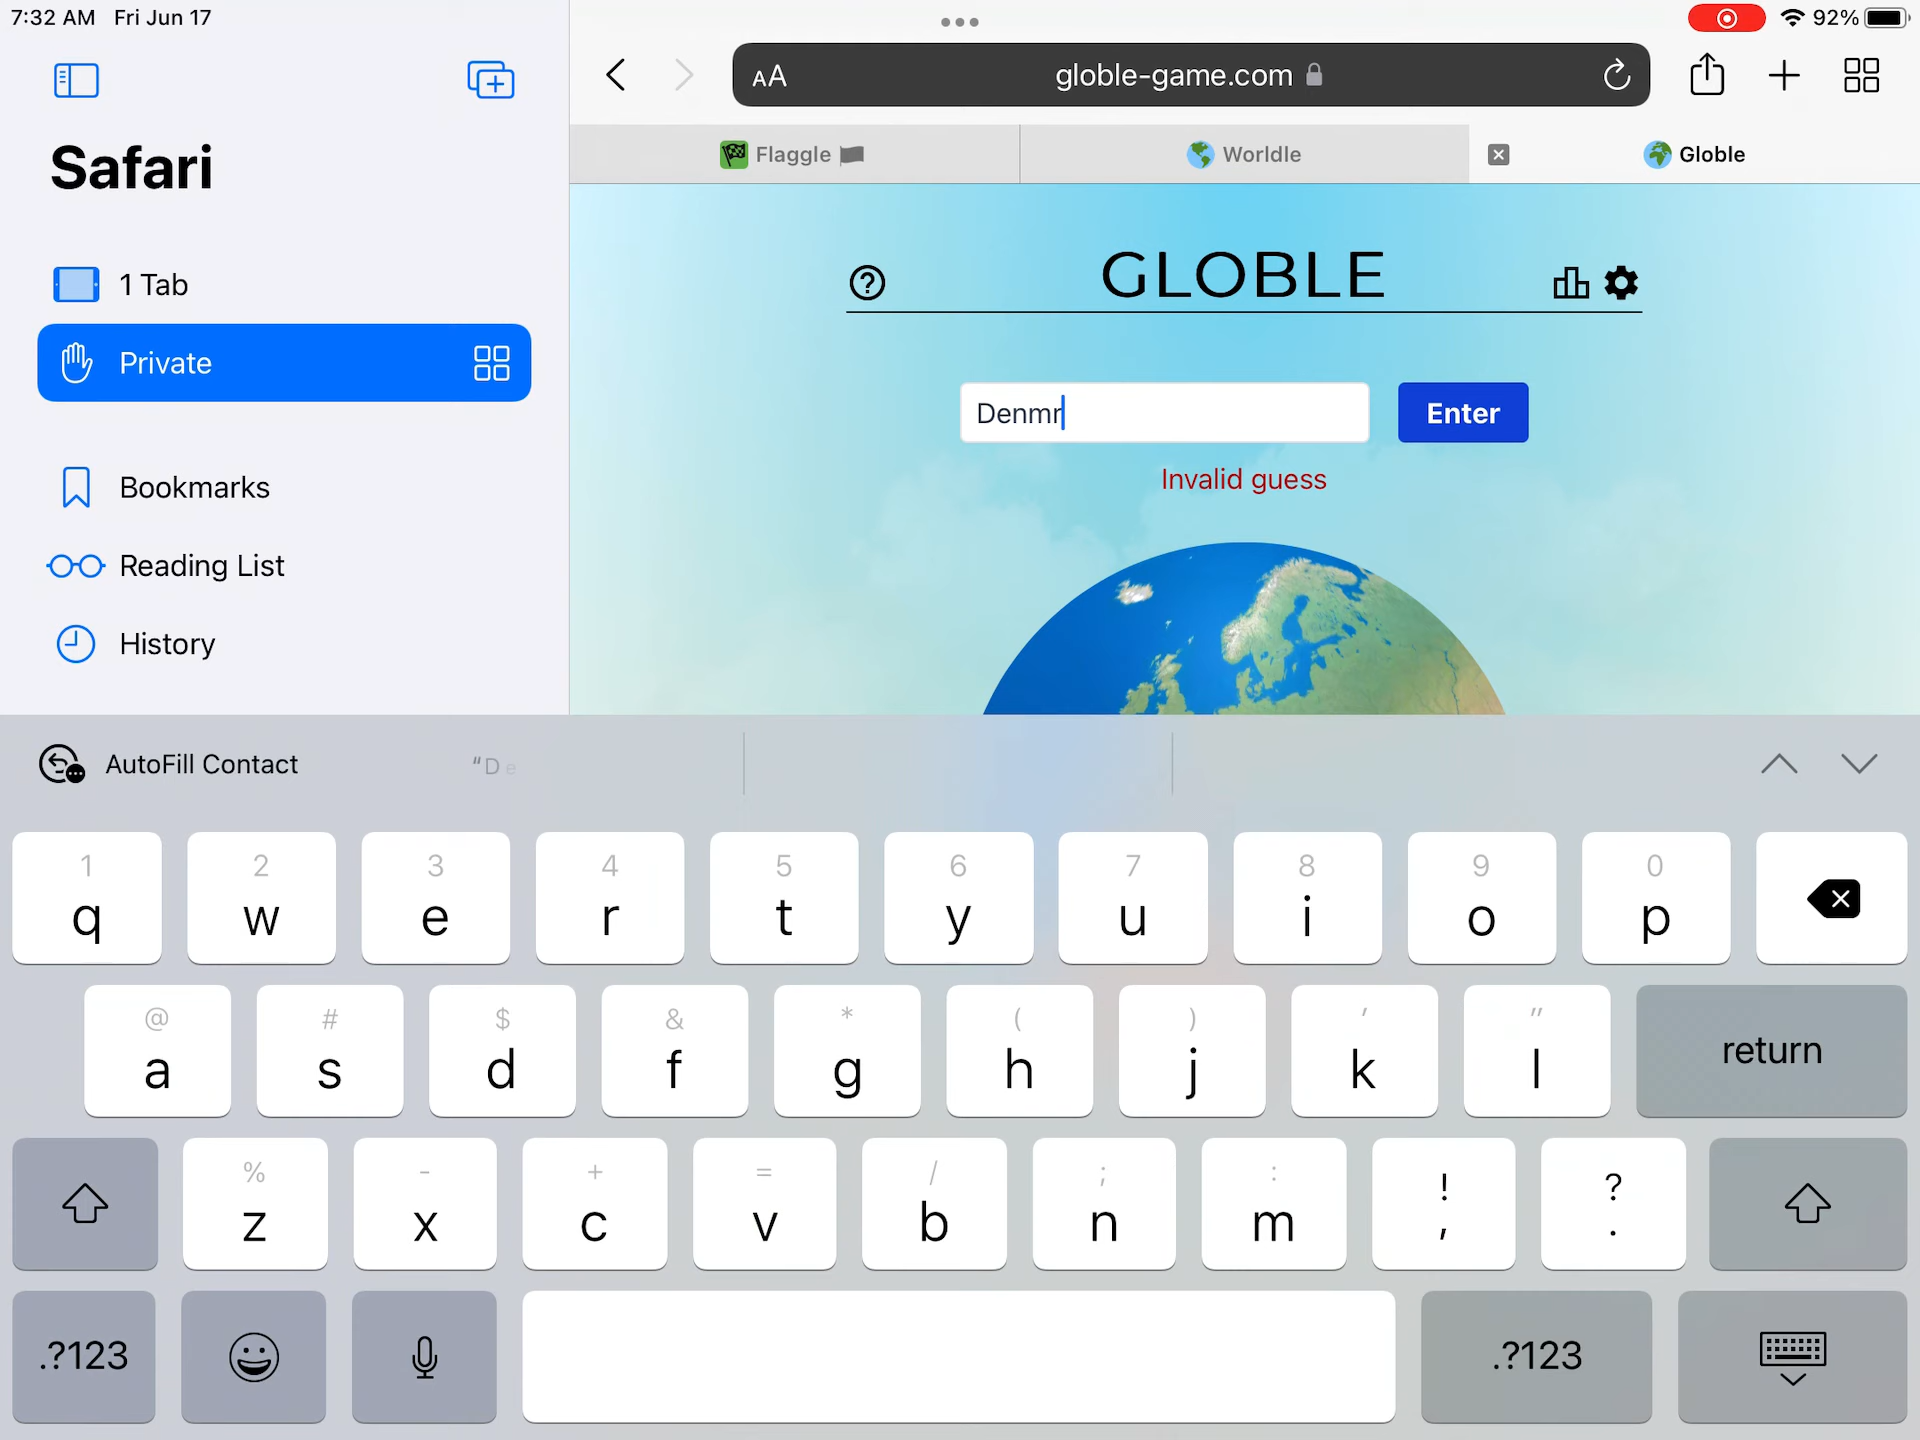 7:32 AM Fri Jun 17
92%
Safari
1 Tab
Private
Bookmarks
Reading List
History
AA
globle-game.com
Flaggle
Worldle
Globle
GLOBLE
Denmr
Enter
Invalid guess
AutoFill Contact
"De
1 2 3 4 5 6 7 8 9 0
q w e r t y u i o p
@ # $ & * ( ) ' "
a s d f g h j k l return
% - + = / ; : ! ?
z x c v b n m , .
.?123 .?123